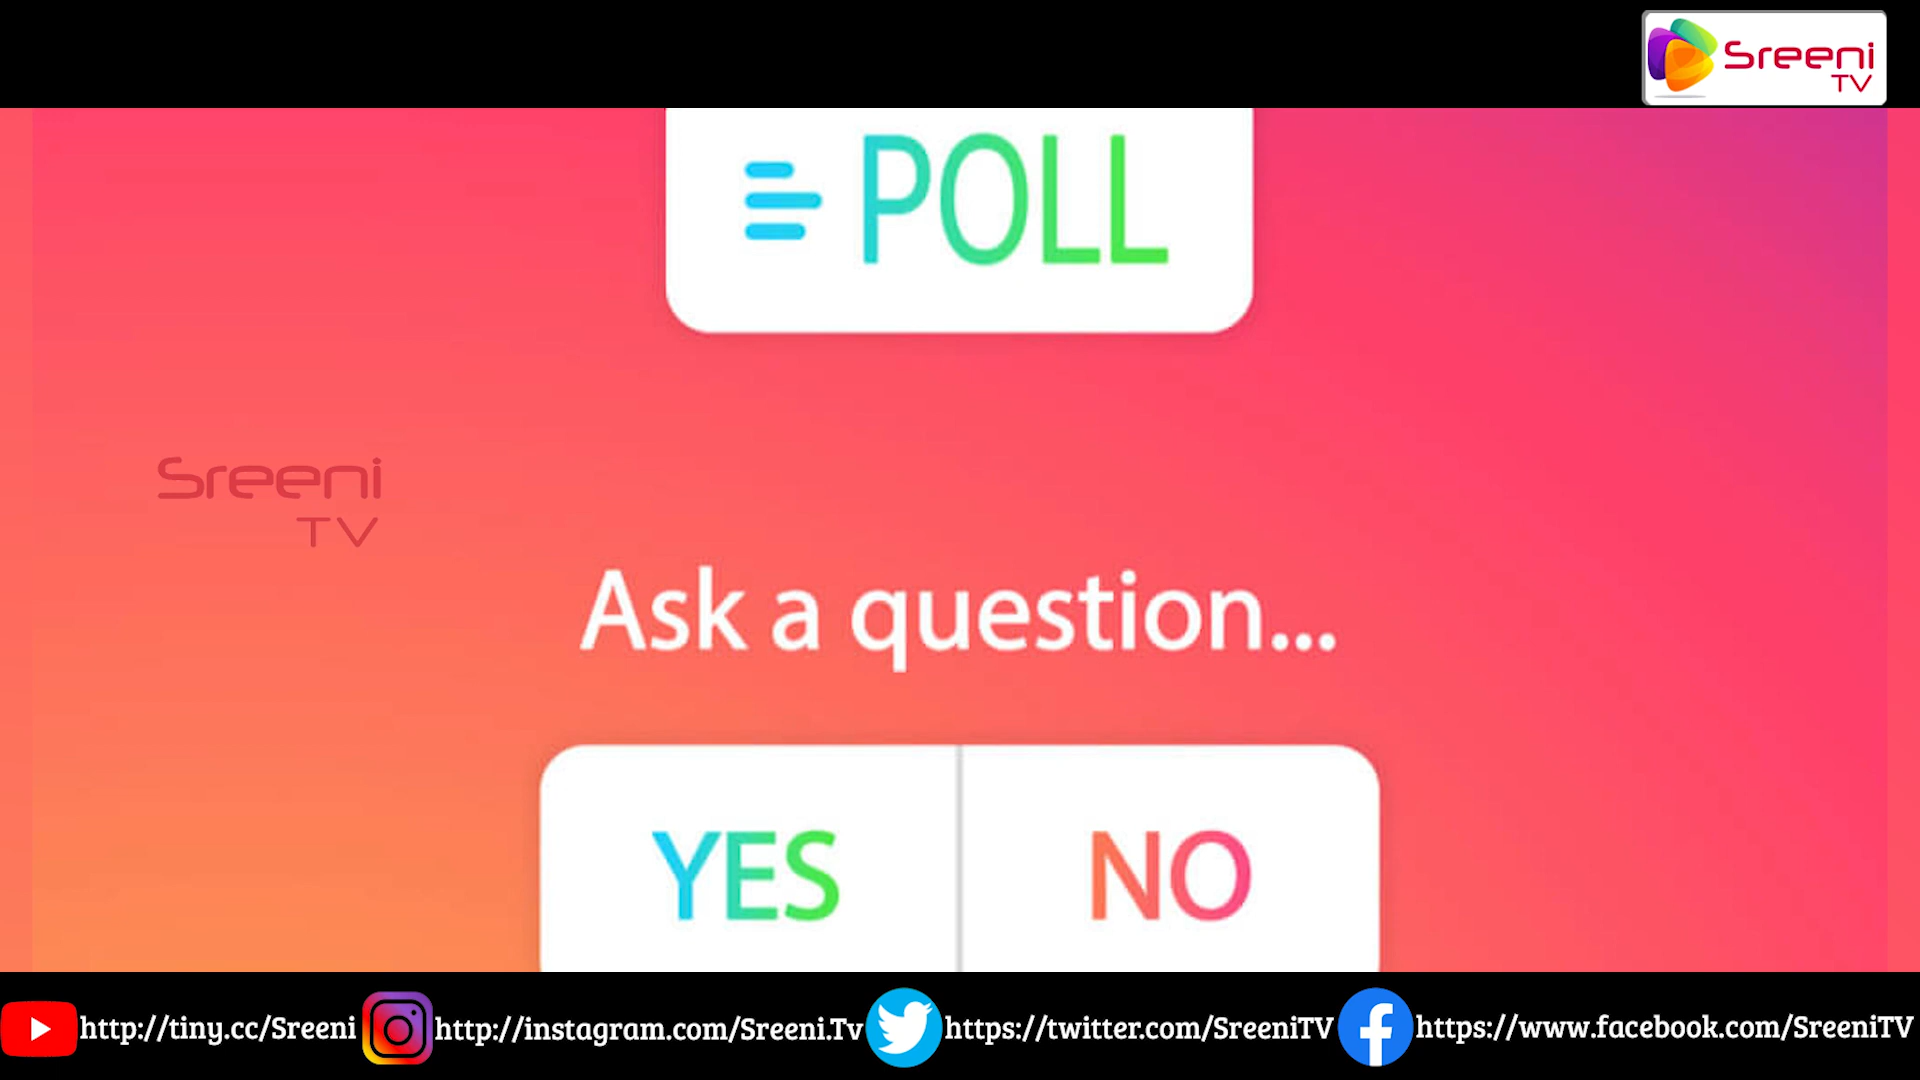 Sreeni
TV
POLL
Sreeni
TV
Ask a question...
YES NO
http://tiny.cc/Sreeni http://instagram.com/Sreeni.Tv https://twitter.com/SreeniTV https://www.facebook.com/SreeniTV